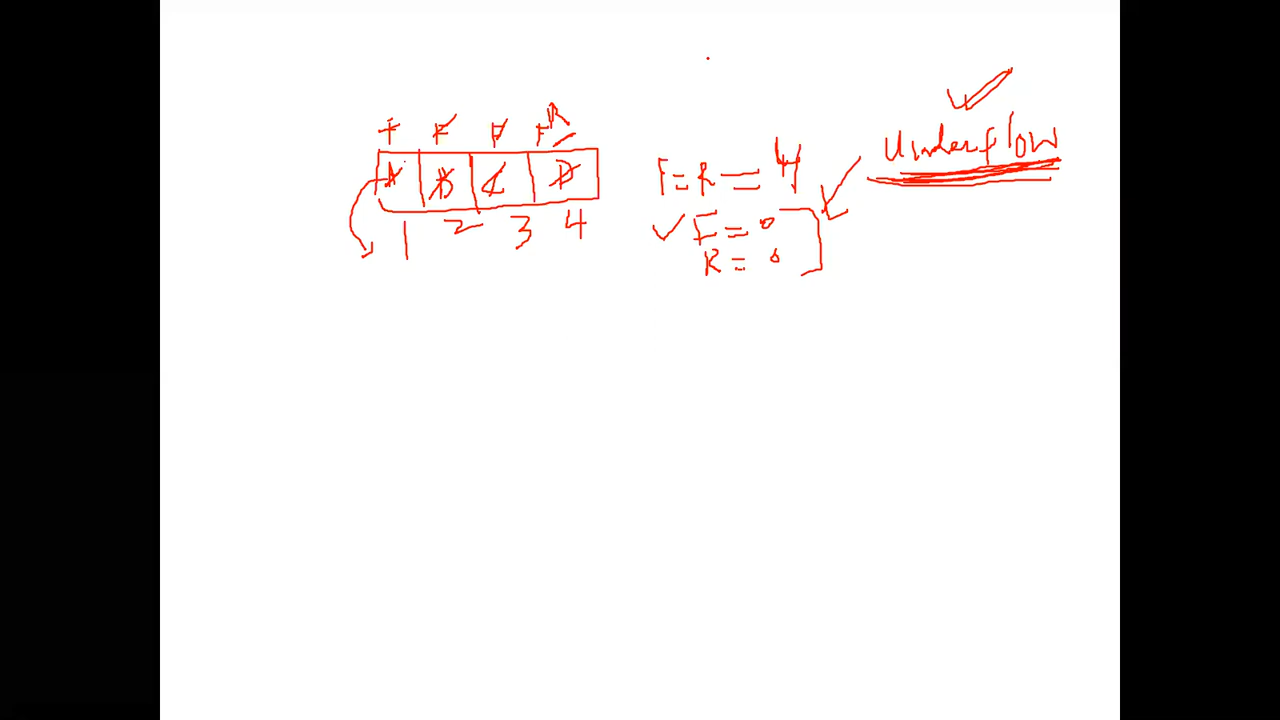 F F F F R
A B C D
1 2 3 4
F = R = 4
F = 0
R = 0
Underflow